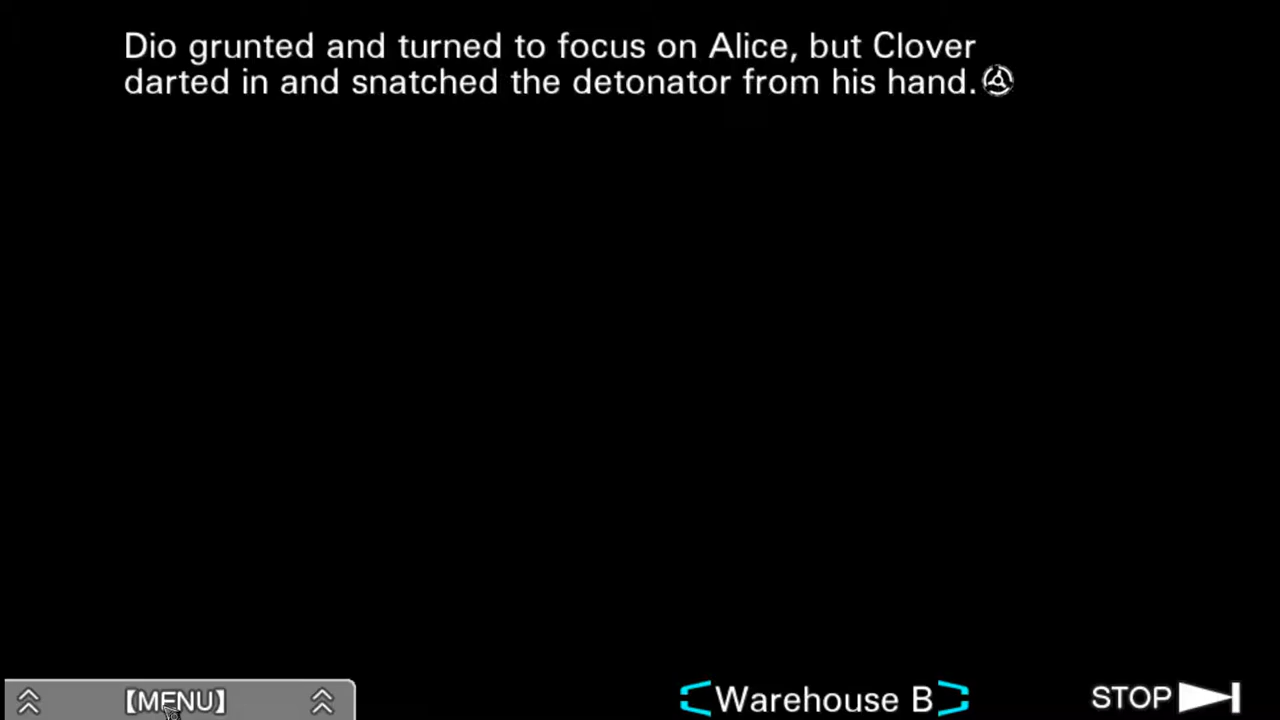 Dio grunted and turned to focus on Alice, but Clover
darted in and snatched the detonator from his hand.
【MENU】
Warehouse B
STOP